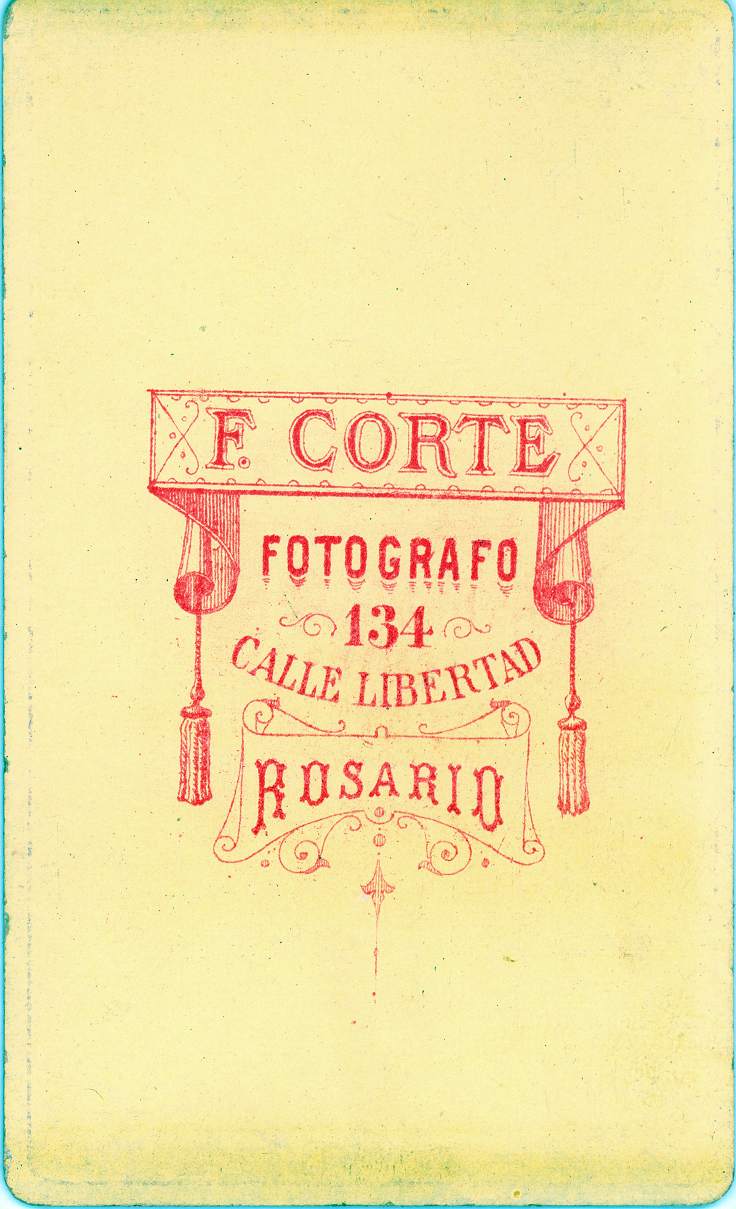 F. CORTE
FOTOGRAFO
134
CALLE LIBERTAD
ROSARIO